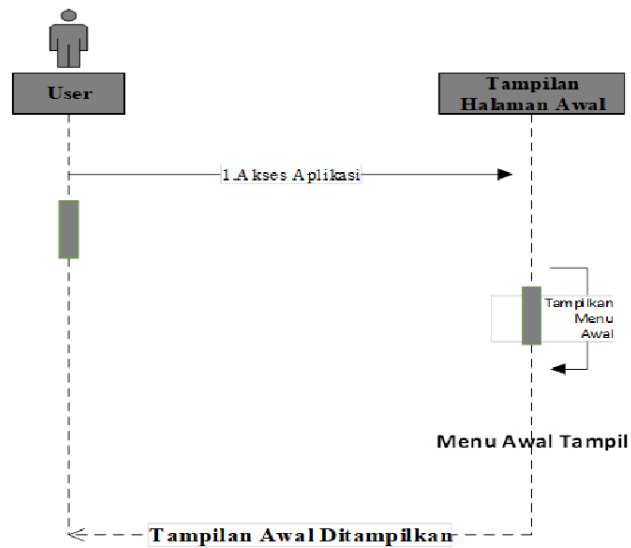 User
Tampilan
Halaman Awal
1.Akses Aplikasi
Tampilkan
Menu
Awal
Menu Awal Tampil
Tampilan Awal Ditampilkan